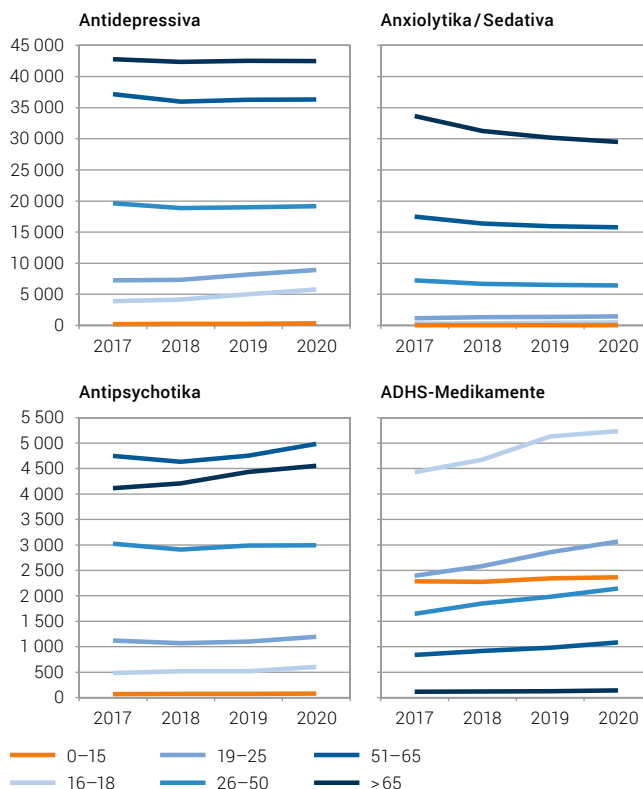 Antidepressiva
Anxiolytika/Sedativa
45 000
40 000
35 000
30 000
25 000
20 000
15 000
10 000
5 000
0
2017 2018 2019 2020
2017 2018 2019 2020
Antipsychotika
ADHS-Medikamente
5 500
5 000
4 500
4 000
3 500
3 000
2 500
2 000
1 500
1 000
500
0
2017 2018 2019 2020
2017 2018 2019 2020
0–15 19–25 51–65
16–18 26–50 >65